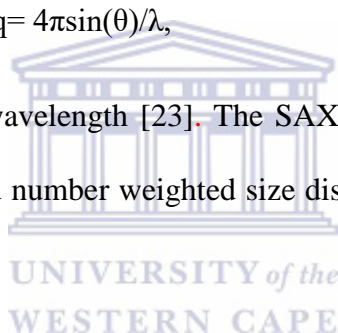 q= 4πsin(θ)/λ,
wavelength [23]. The SAX
number weighted size dis
UNIVERSITY of the
WESTERN CAPE